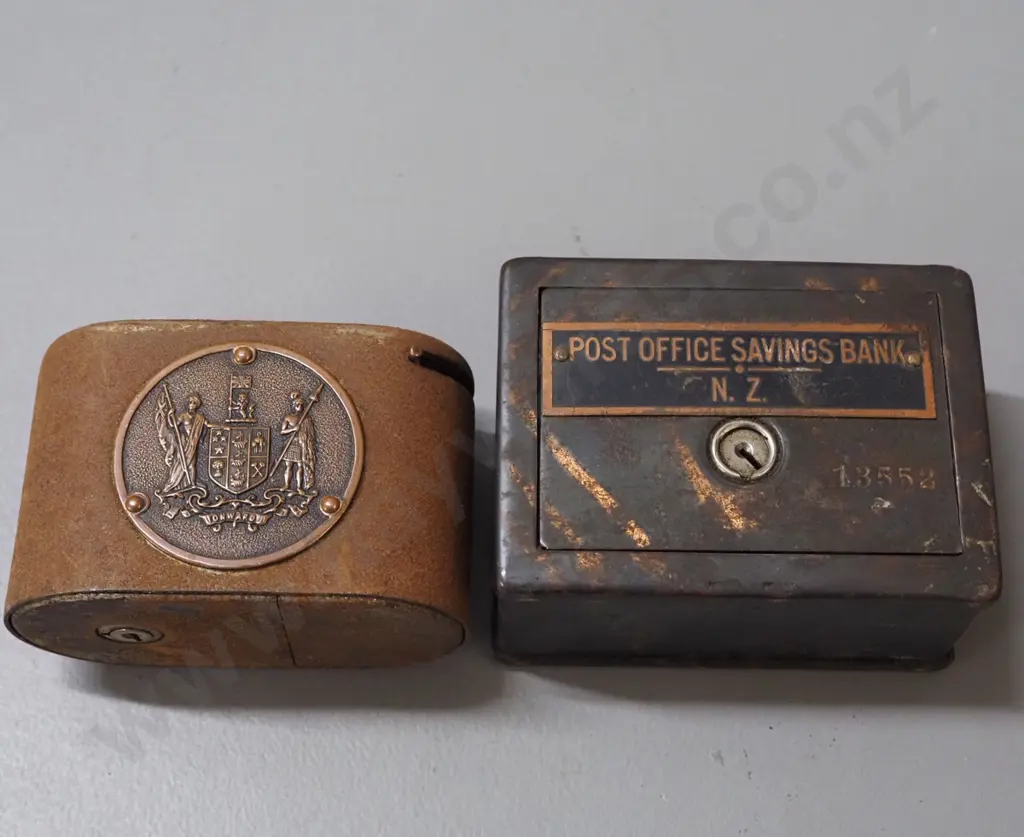 ONWARD
POST OFFICE SAVINGS BANK
N. Z.
13552
co.nz